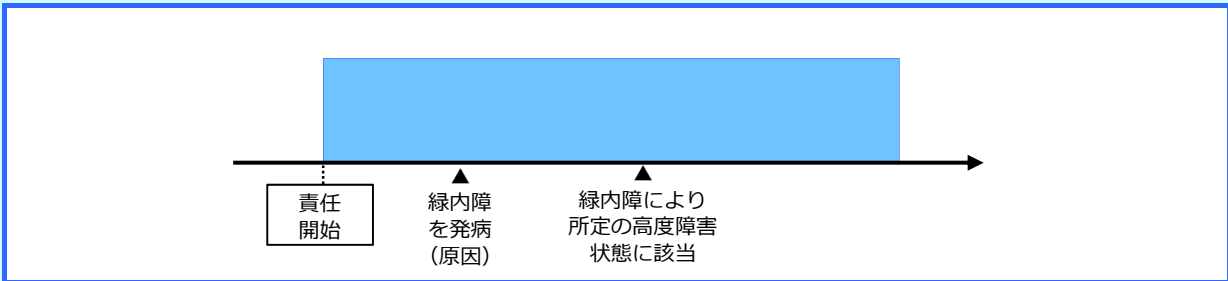 責任
開始
▲
緑内障
を発病
（原因）
▲
緑内障により
所定の高度障害
状態に該当